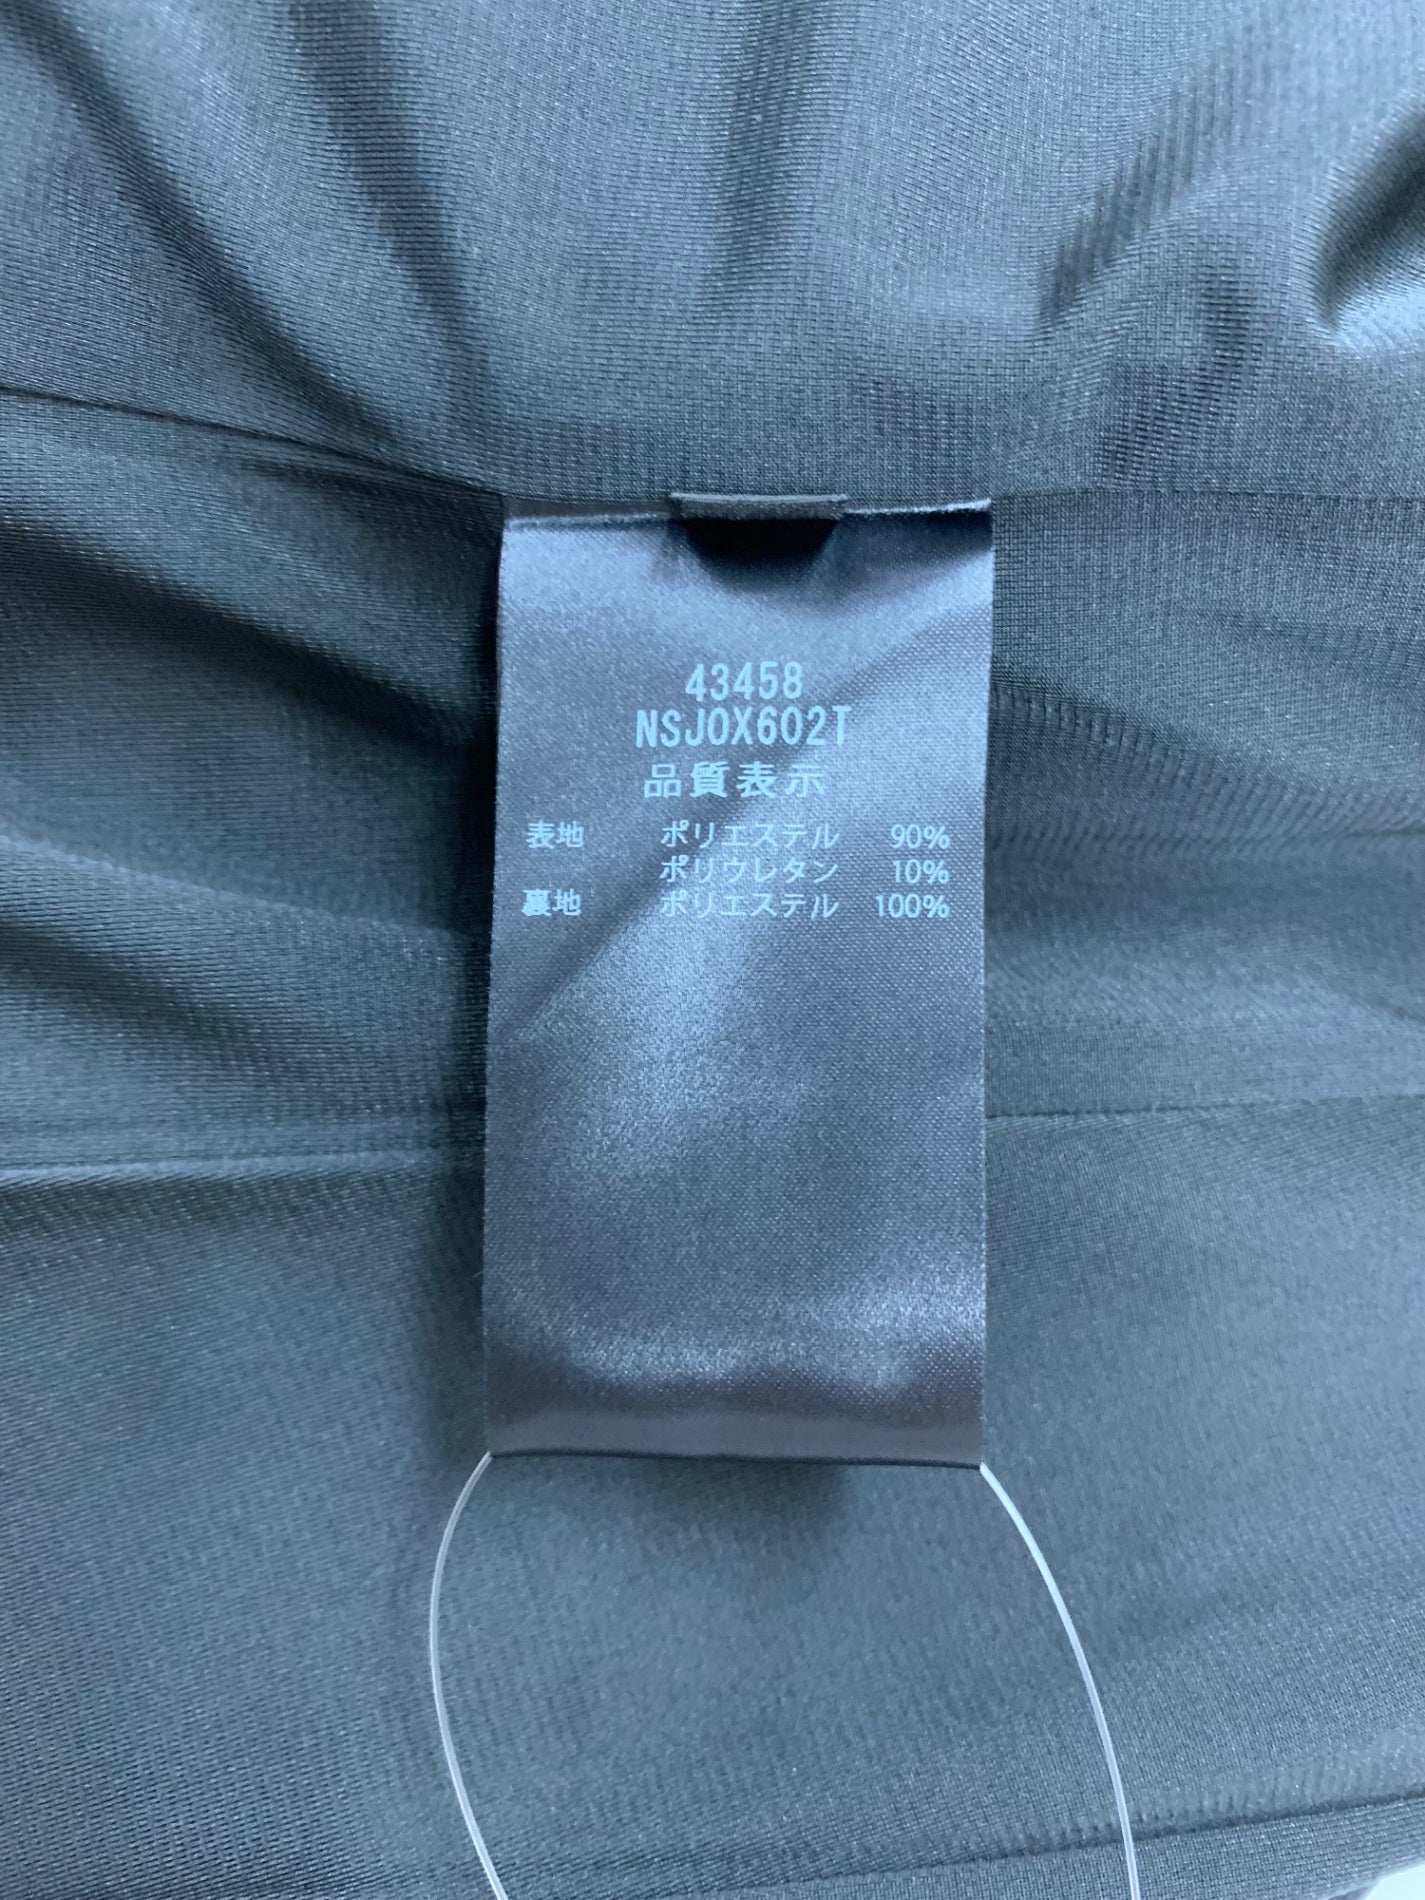 43458
NSJOX602T
品質表示
表地 ポリエステル 90%
ポリウレタン 10%
裏地 ポリエステル 100%